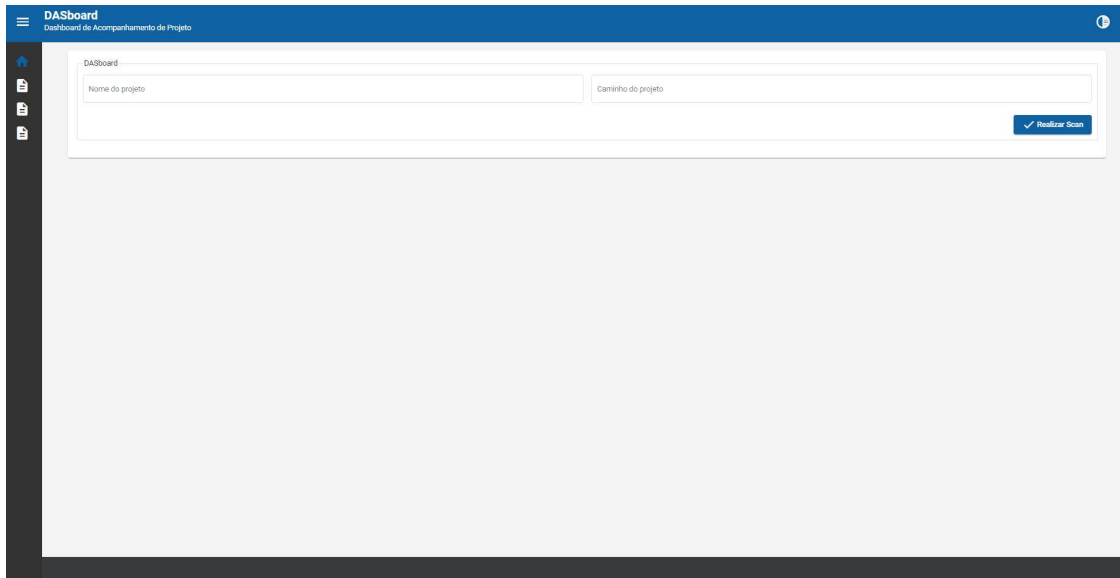 DASboard
Dashboard de Acompanhamento de Projeto
DASboard
Nome do projeto
Caminho do projeto
Realizar Scan